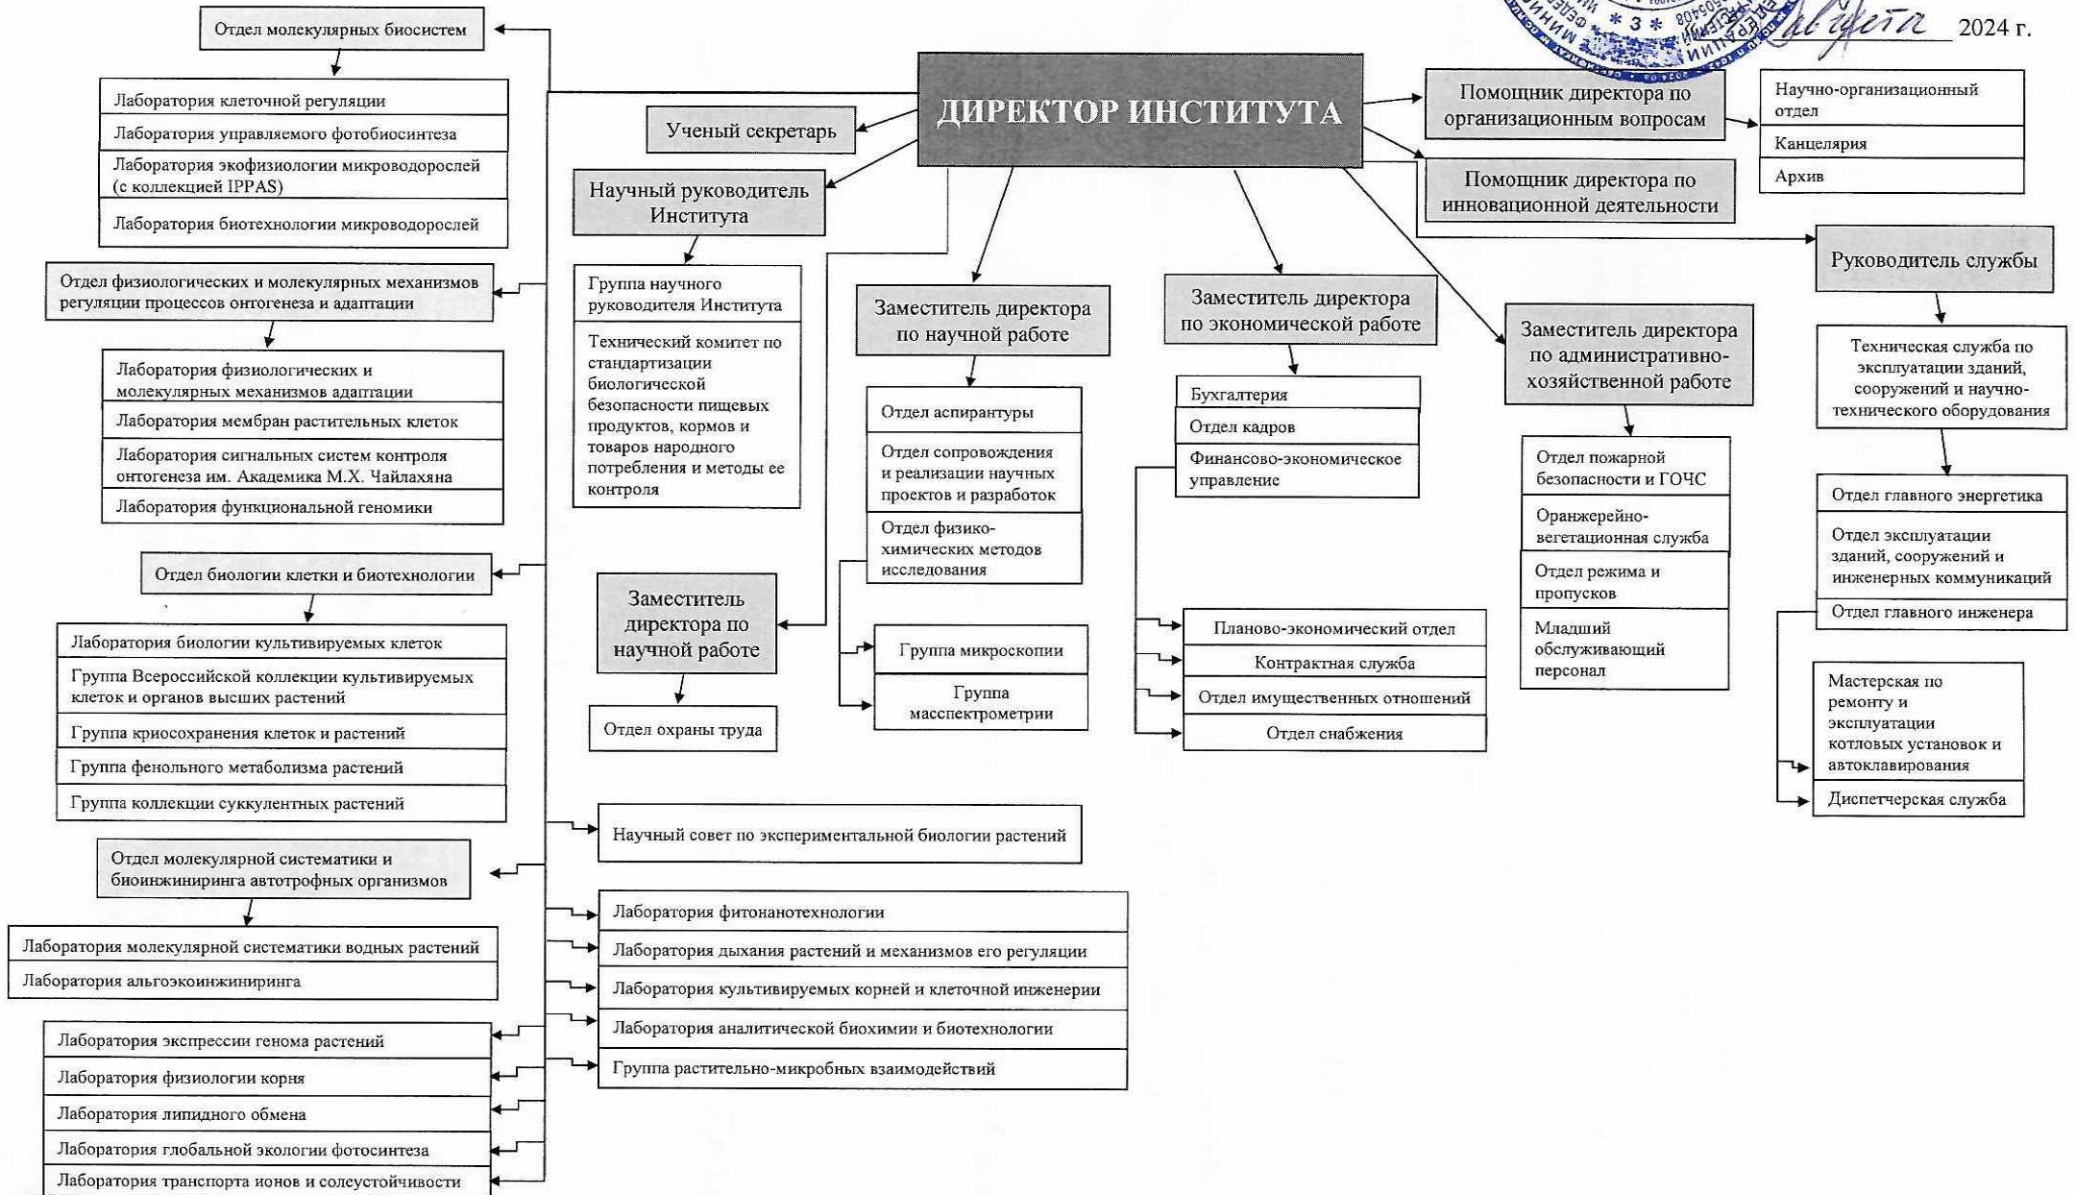 августа 2024 г.
ДИРЕКТОР ИНСТИТУТА
Отдел молекулярных биосистем
Лаборатория клеточной регуляции
Лаборатория управляемого фотобиосинтеза
Лаборатория экофизиологии микроводорослей
(с коллекцией IPPAS)
Лаборатория биотехнологии микроводорослей
Отдел физиологических и молекулярных механизмов
регуляции процессов онтогенеза и адаптации
Лаборатория физиологических и
молекулярных механизмов адаптации
Лаборатория мембран растительных клеток
Лаборатория сигнальных систем контроля
онтогенеза им. Академика М.Х. Чайлахяна
Лаборатория функциональной геномики
Отдел биологии клетки и биотехнологии
Лаборатория биологии культивируемых клеток
Группа Всероссийской коллекции культивируемых
клеток и органов высших растений
Группа криосохранения клеток и растений
Группа фенольного метаболизма растений
Группа коллекции суккулентных растений
Отдел молекулярной систематики и
биоинжиниринга автотрофных организмов
Лаборатория молекулярной систематики водных растений
Лаборатория альгоэкоинжиниринга
Лаборатория экспрессии генома растений
Лаборатория физиологии корня
Лаборатория липидного обмена
Лаборатория глобальной экологии фотосинтеза
Лаборатория транспорта ионов и солеустойчивости
Ученый секретарь
Научный руководитель
Института
Группа научного
руководителя Института
Технический комитет по
стандартизации
биологической
безопасности пищевых
продуктов, кормов и
товаров народного
потребления и методы ее
контроля
Заместитель
директора по
научной работе
Отдел охраны труда
Научный совет по экспериментальной биологии растений
Лаборатория фитонанотехнологии
Лаборатория дыхания растений и механизмов его регуляции
Лаборатория культивируемых корней и клеточной инженерии
Лаборатория аналитической биохимии и биотехнологии
Группа растительно-микробных взаимодействий
Заместитель директора
по научной работе
Отдел аспирантуры
Отдел сопровождения
и реализации научных
проектов и разработок
Отдел физико-
химических методов
исследования
Группа микроскопии
Группа
масспектрометрии
Заместитель директора
по экономической работе
Бухгалтерия
Отдел кадров
Финансово-экономическое
управление
Планово-экономический отдел
Контрактная служба
Отдел имущественных отношений
Отдел снабжения
Помощник директора по
организационным вопросам
Научно-организационный
отдел
Канцелярия
Архив
Помощник директора по
инновационной деятельности
Заместитель директора
по административно-
хозяйственной работе
Отдел пожарной
безопасности и ГОЧС
Оранжерейно-
вегетационная служба
Отдел режима и
пропусков
Младший
обслуживающий
персонал
Руководитель службы
Техническая служба по
эксплуатации зданий,
сооружений и научно-
технического оборудования
Отдел главного энергетика
Отдел эксплуатации
зданий, сооружений и
инженерных коммуникаций
Отдел главного инженера
Мастерская по
ремонту и
эксплуатации
котловых установок и
автоклавирования
Диспетчерская служба